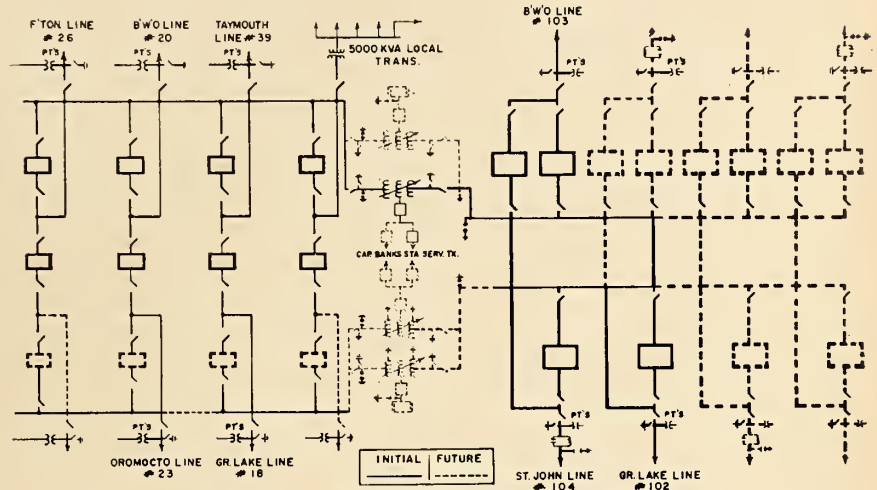 F'TON LINE
# 26
B'W'O LINE
# 20
TAYMOUTH
LINE # 39
5000 KVA LOCAL
TRANS.
B'W'O LINE
# 103
PT'S
PT'S
PT'S
PT'S
PT'S
CAP. BANKS STA. SERV. TX.
PT'S
PT'S
PT'S
PT'S
OROMOCTO LINE
# 23
GR. LAKE LINE
# 18
INITIAL
FUTURE
ST. JOHN LINE
# 104
GR. LAKE LINE
# 102